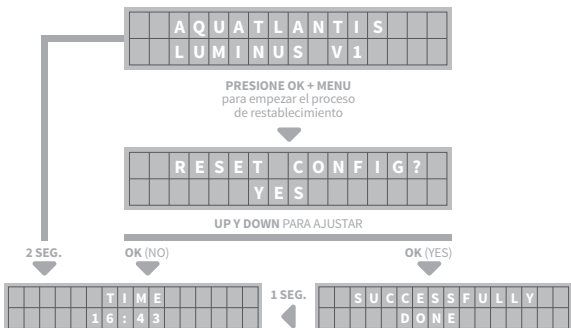 AQUATLANTIS
LUMINUS V1
PRESIONE OK + MENU
para empezar el proceso
de restablecimiento
RESET CONFIG?
YES
UP Y DOWN PARA AJUSTAR
2 SEG.
OK (NO)
OK (YES)
TIME
16:43
1 SEG.
SUCCESSFULLY
DONE